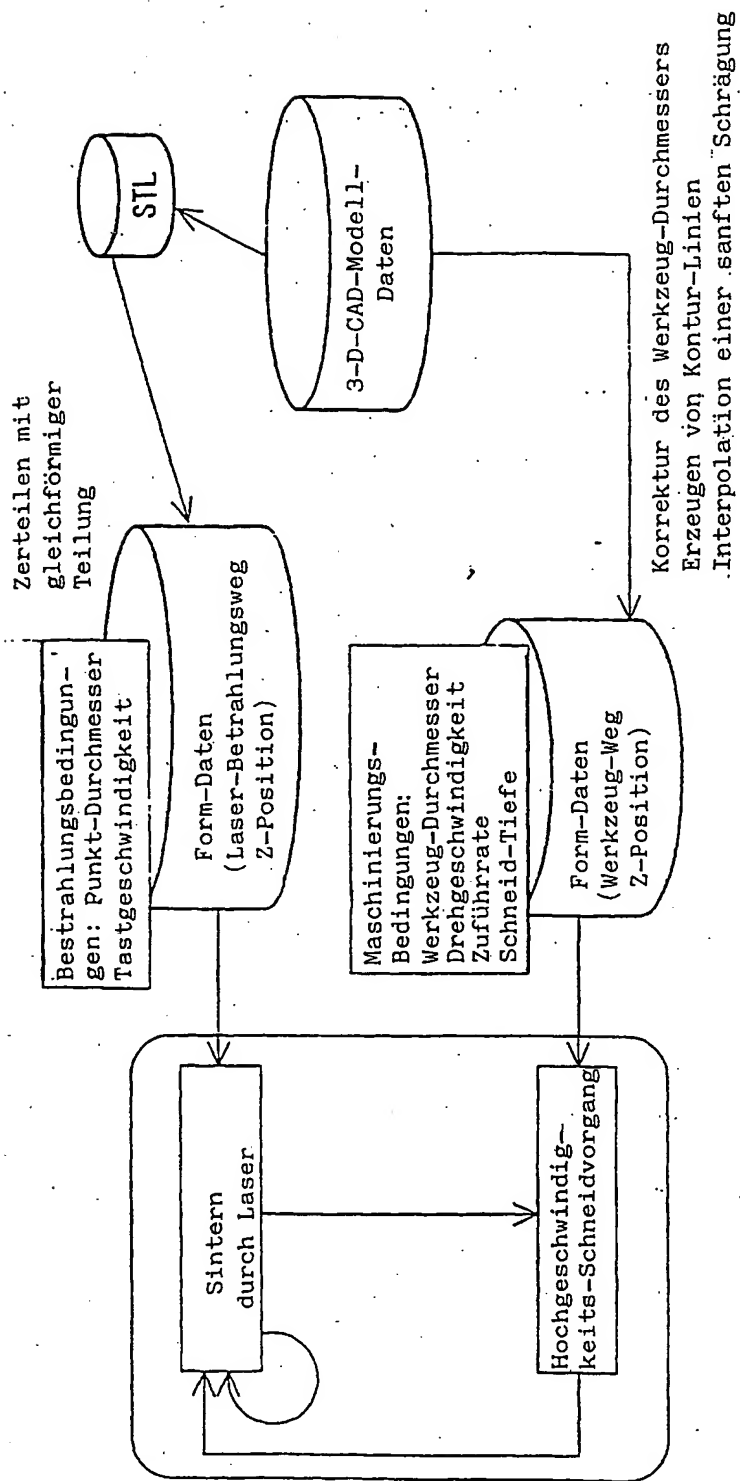 Zerteilen mit
gleichförmiger
Teilung
STL
3-D-CAD-Modell-
Daten
Bestrahlungsbedingun-
gen: Punkt-Durchmesser
Tastgeschwindigkeit
Form-Daten
(Laser-Betrahlungsweg
Z-Position)
Maschinierungs-
Bedingungen:
Werkzeug-Durchmesser
Drehgeschwindigkeit
Zuführrate
Schneid-Tiefe
Form-Daten
(Werkzeug-Weg
Z-Position)
Korrektur des Werkzeug-Durchmessers
Erzeugen von Kontur-Linien
Interpolation einer sanften Schrägung
Sintern
durch Laser
Hochgeschwindig-
keits-Schneidvorgang